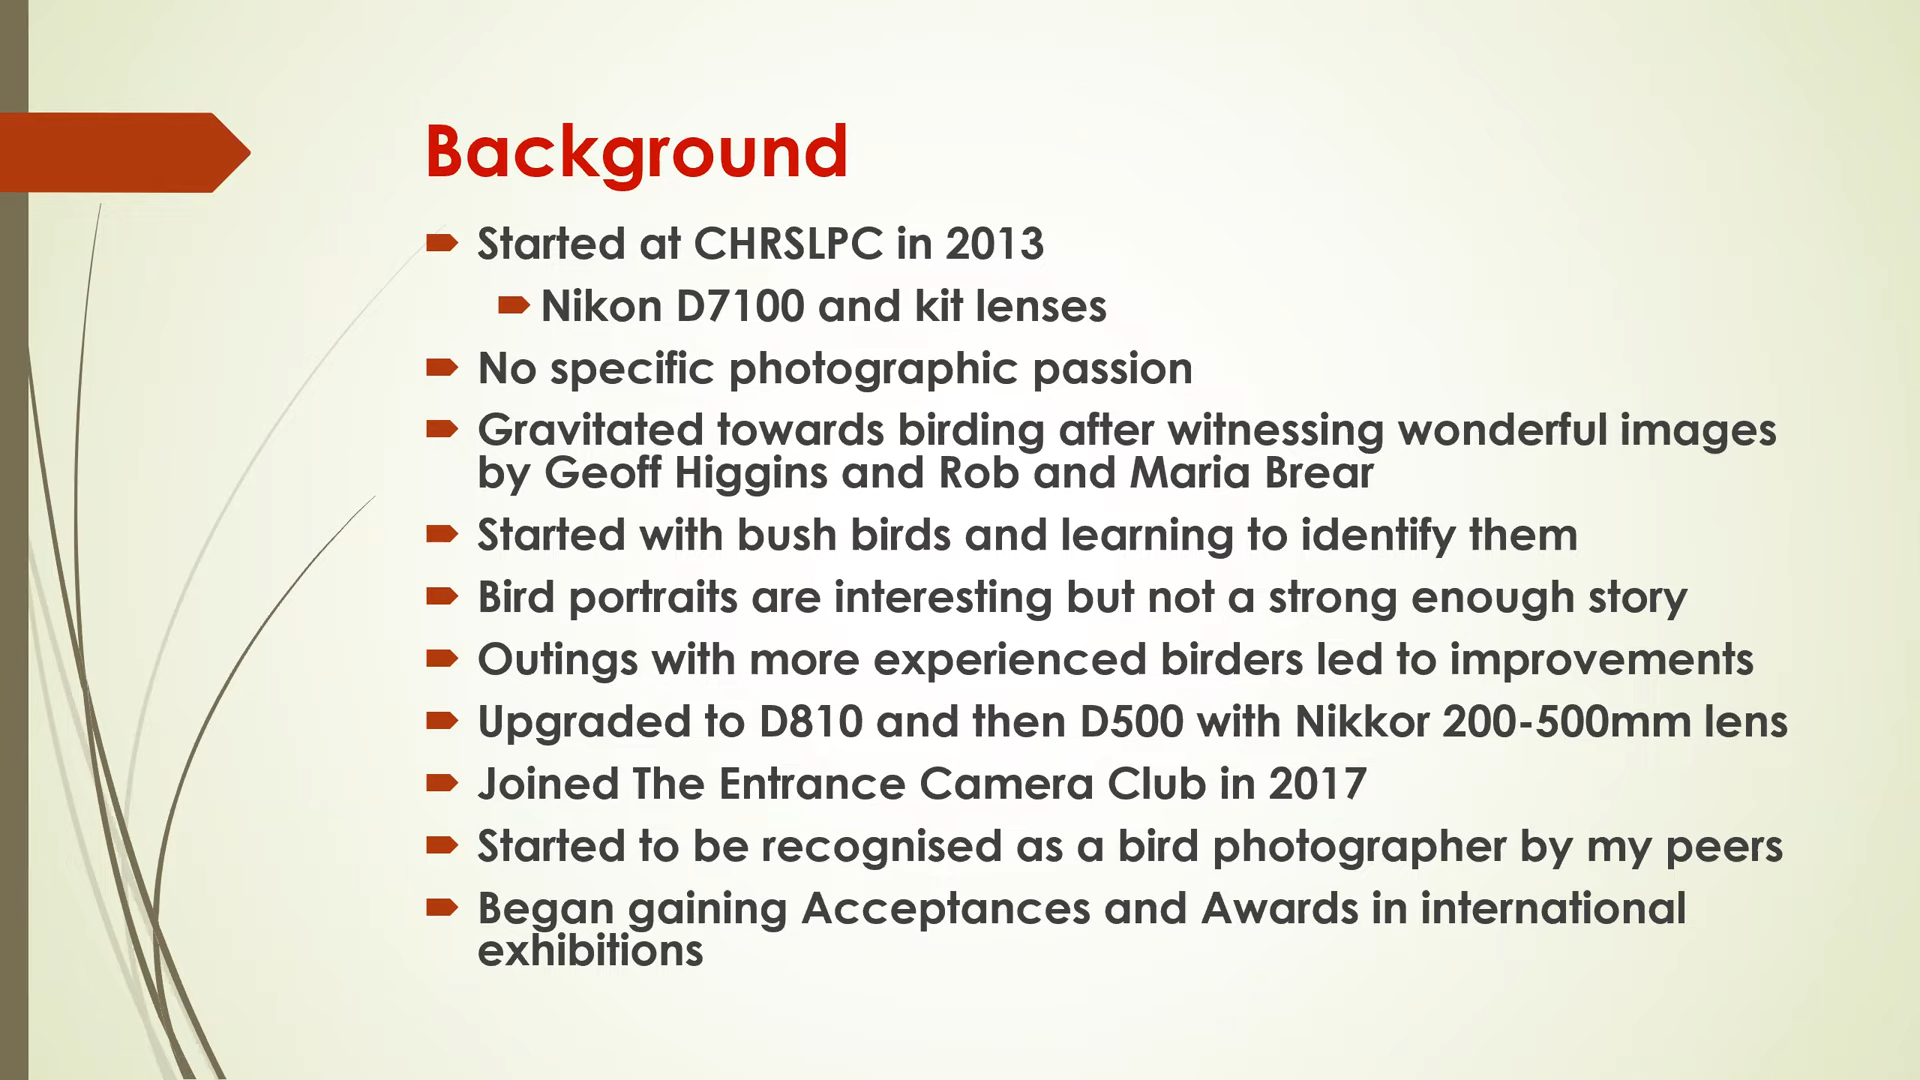 Background
Started at CHRSLPC in 2013
Nikon D7100 and kit lenses
No specific photographic passion
Gravitated towards birding after witnessing wonderful images
by Geoff Higgins and Rob and Maria Brear
Started with bush birds and learning to identify them
Bird portraits are interesting but not a strong enough story
Outings with more experienced birders led to improvements
Upgraded to D810 and then D500 with Nikkor 200-500mm lens
Joined The Entrance Camera Club in 2017
Started to be recognised as a bird photographer by my peers
Began gaining Acceptances and Awards in international
exhibitions